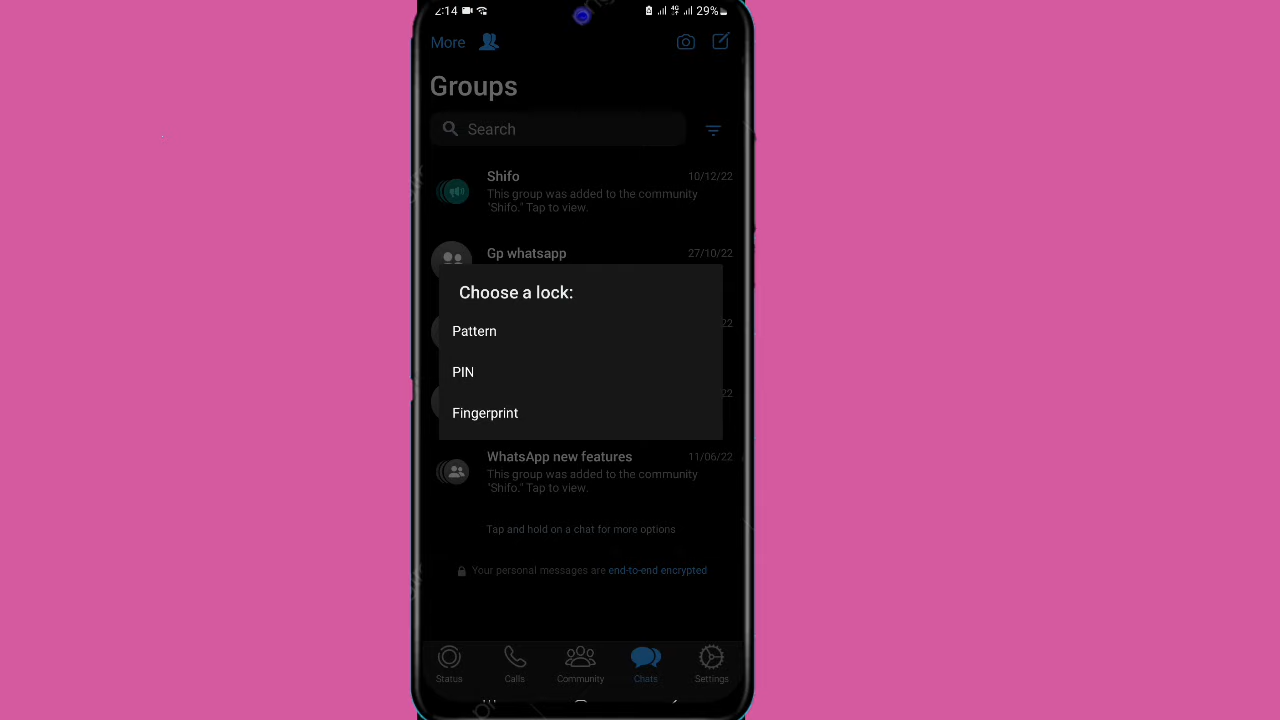 2:14 4G 29%
More
Groups
Search
Shifo 10/12/22
This group was added to the community
"Shifo." Tap to view.
Gp whatsapp 27/10/22
Choose a lock:
22
Pattern
PIN
22
Fingerprint
WhatsApp new features 11/06/22
This group was added to the community
"Shifo." Tap to view.
Tap and hold on a chat for more options
Your personal messages are end-to-end encrypted
Status Calls Community Chats Settings